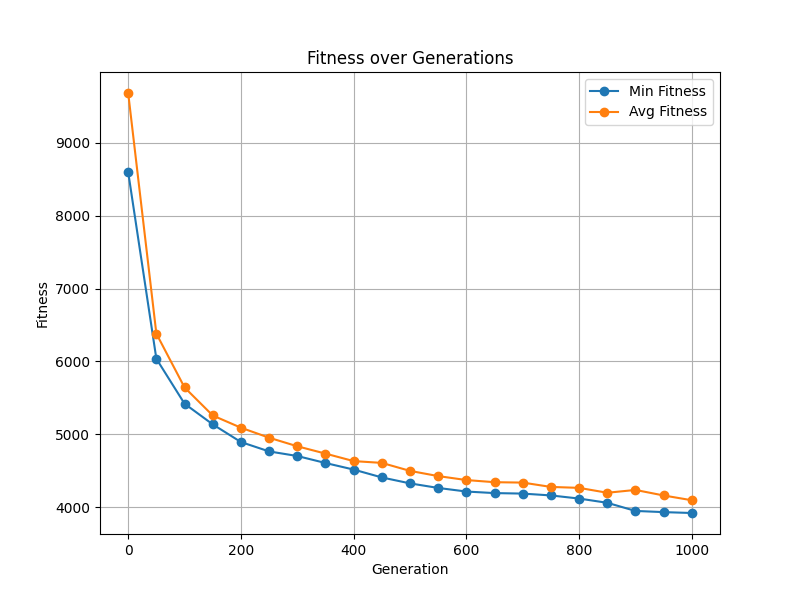 Fitness over Generations
Min Fitness
Avg Fitness
9000
8000
7000
6000
5000
4000
Fitness
0 200 400 600 800 1000
Generation